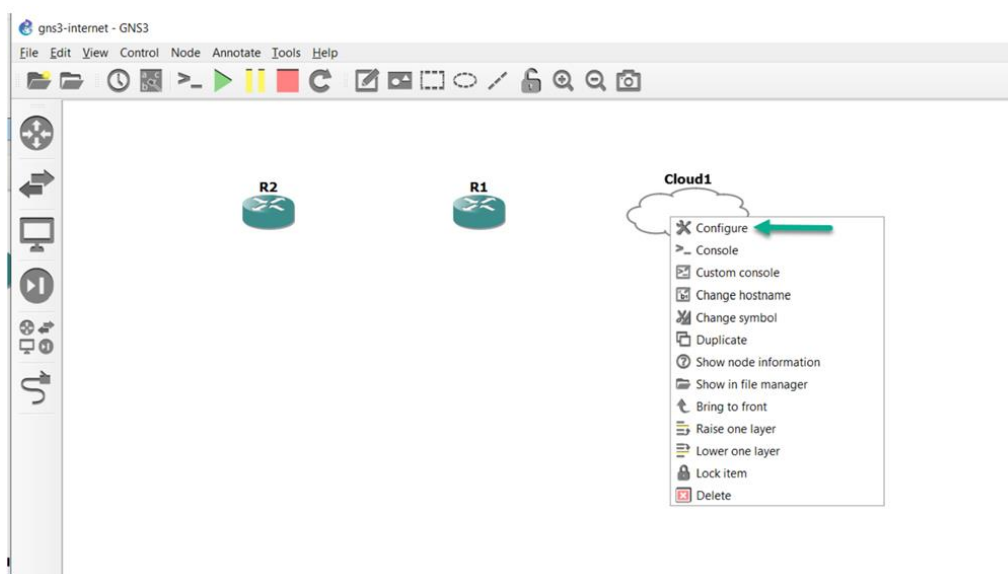 gns3-internet - GNS3
File Edit View Control Node Annotate Tools Help
R2 R1 Cloud1
Configure
Console
Custom console
Change hostname
Change symbol
Duplicate
Show node information
Show in file manager
Bring to front
Raise one layer
Lower one layer
Lock item
Delete